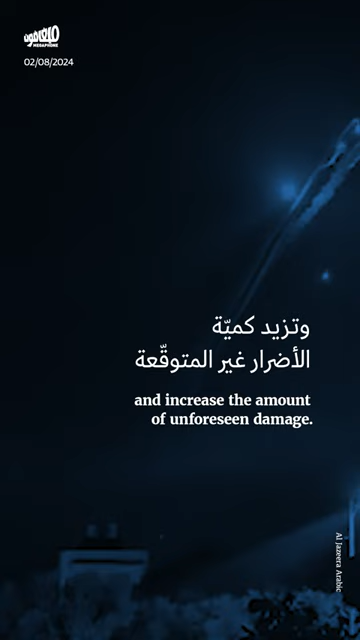 ميغافون
MEGAPHONE
02/08/2024
وتزيد كميّة
الأضرار غير المتوقّعة
and increase the amount
of unforeseen damage.
Al Jazeera Arabic